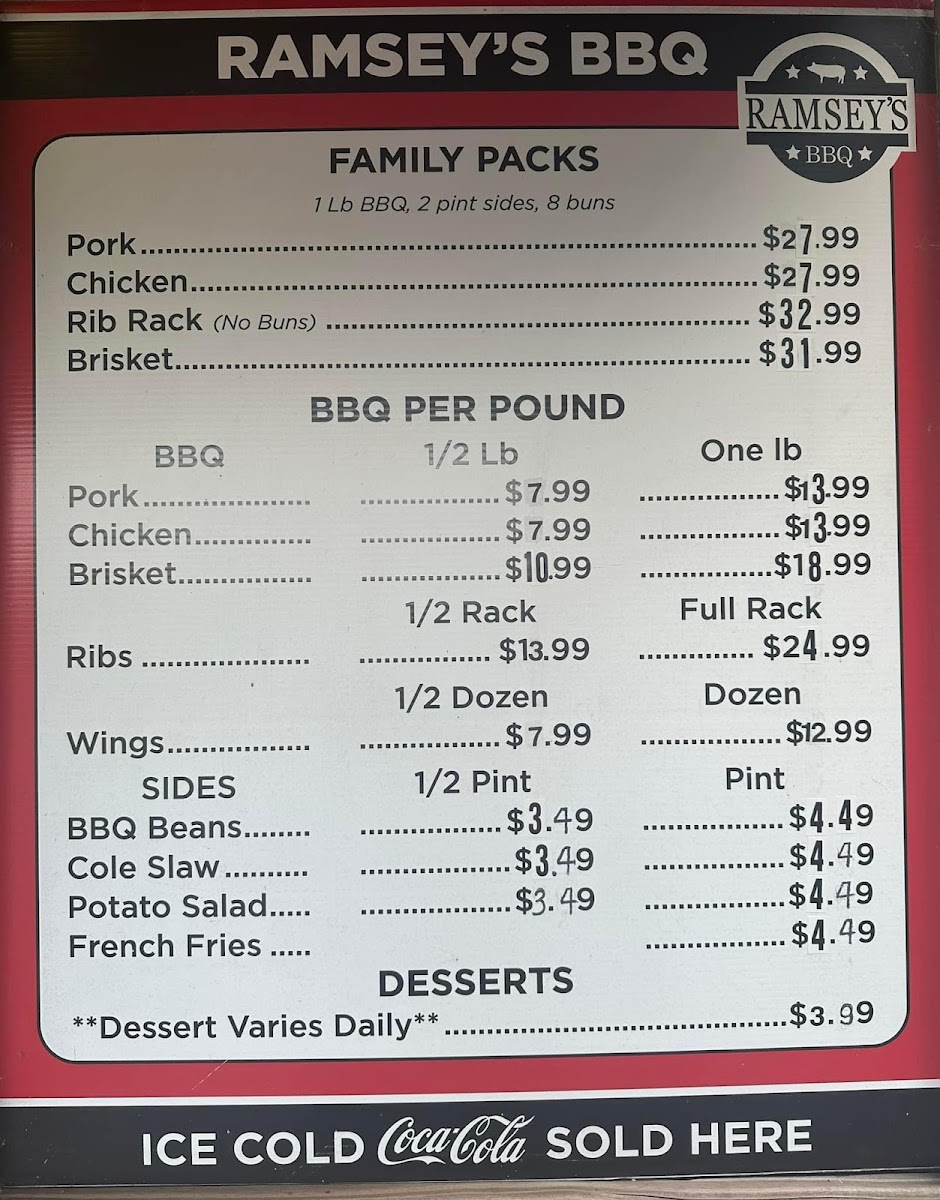 RAMSEY'S BBQ
RAMSEY'S
BBQ
FAMILY PACKS
1 Lb BBQ, 2 pint sides, 8 buns
Pork.......... $27.99
Chicken.......... $27.99
Rib Rack (No Buns) .......... $32.99
Brisket.......... $31.99
BBQ PER POUND
BBQ 1/2 Lb One lb
Pork.......... .......... $7.99 .......... $13.99
Chicken.......... .......... $7.99 .......... $13.99
Brisket.......... .......... $10.99 .......... $18.99
1/2 Rack Full Rack
Ribs .......... .......... $13.99 .......... $24.99
1/2 Dozen Dozen
Wings.......... .......... $7.99 .......... $12.99
SIDES 1/2 Pint Pint
BBQ Beans........ .......... $3.49 .......... $4.49
Cole Slaw .......... .......... $3.49 .......... $4.49
Potato Salad..... .......... $3.49 .......... $4.49
French Fries ..... .......... $4.49
DESSERTS
**Dessert Varies Daily** .......... $3.99
ICE COLD Coca-Cola SOLD HERE